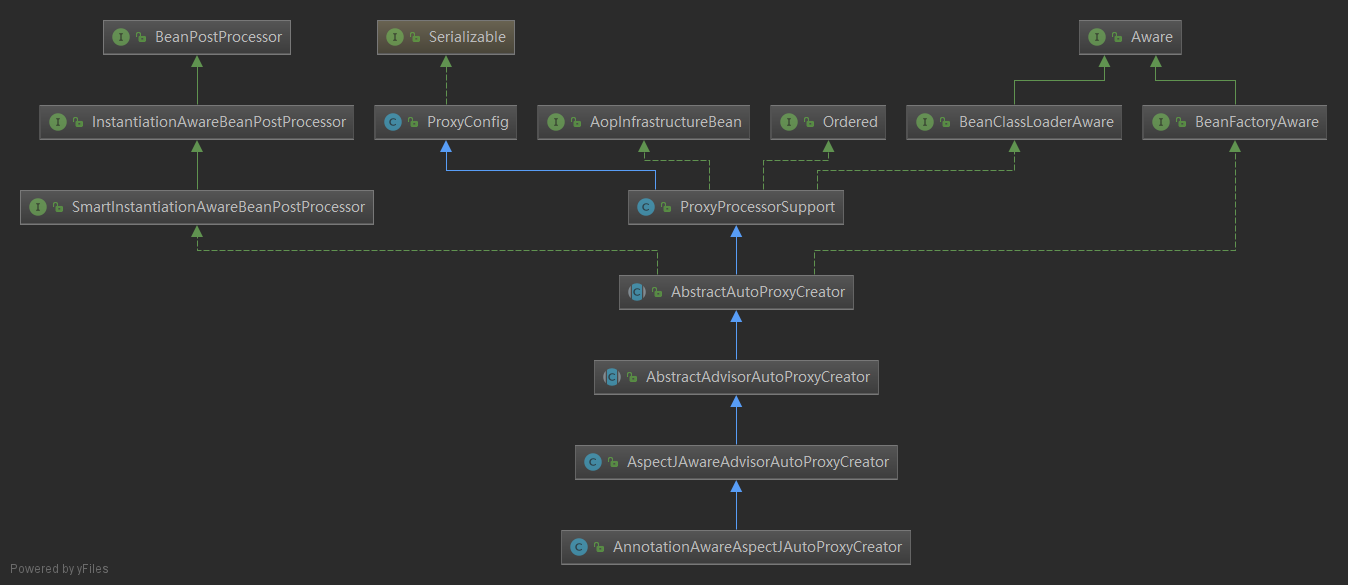 BeanPostProcessor
Serializable
Aware
InstantiationAwareBeanPostProcessor
ProxyConfig
AopInfrastructureBean
Ordered
BeanClassLoaderAware
BeanFactoryAware
SmartInstantiationAwareBeanPostProcessor
ProxyProcessorSupport
AbstractAutoProxyCreator
AbstractAdvisorAutoProxyCreator
AspectJAwareAdvisorAutoProxyCreator
AnnotationAwareAspectJAutoProxyCreator
Powered by yFiles